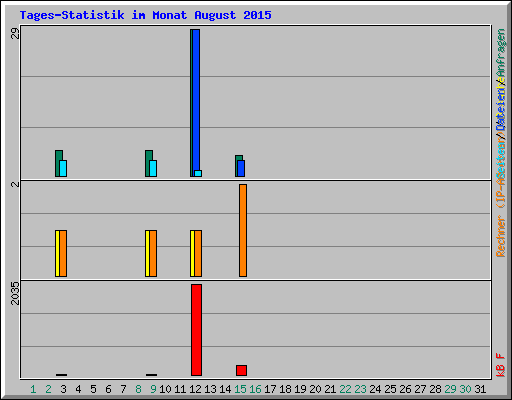 Tages-Statistik im Monat August 2015
29
2
2035
Anfragen
Dateien/
Rechner (IP-A
kB F
1 2 3 4 5 6 7 8 9 10 11 12 13 14 15 16 17 18 19 20 21 22 23 24 25 26 27 28 29 30 31